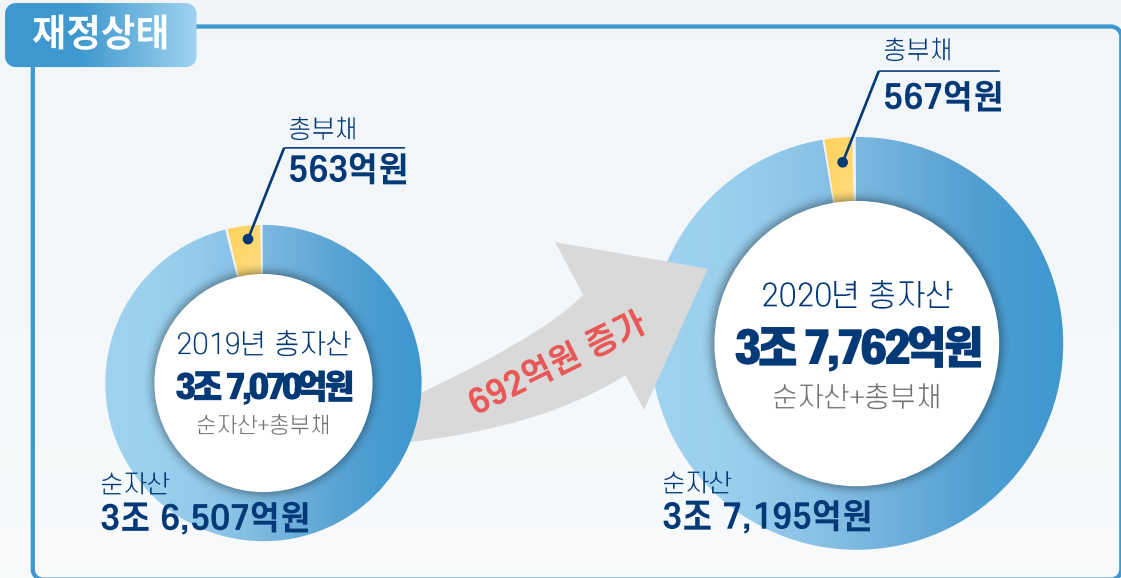 재정상태
총부채
563억원
2019년 총자산
3조 7,070억원
순자산+총부채
순자산
3조 6,507억원
692억원 증가
총부채
567억원
2020년 총자산
3조 7,762억원
순자산+총부채
순자산
3조 7,195억원